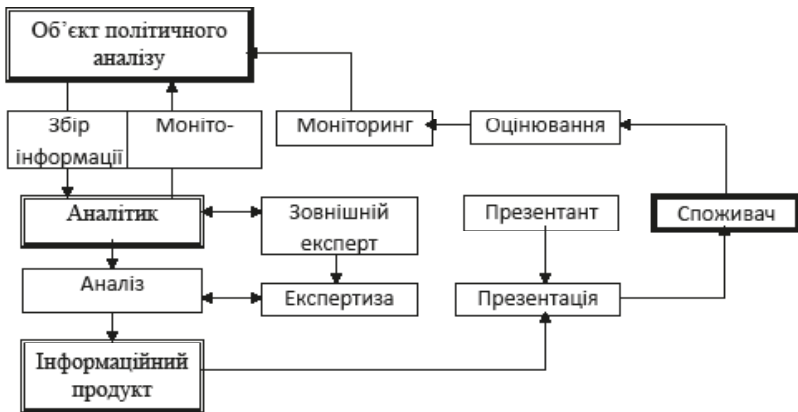 Об’єкт політичного
аналізу
Збір
інформації
Моніто-
Моніторинг
Оцінювання
Аналітик
Зовнішній
експерт
Презентант
Споживач
Аналіз
Експертиза
Презентація
Інформаційний
продукт